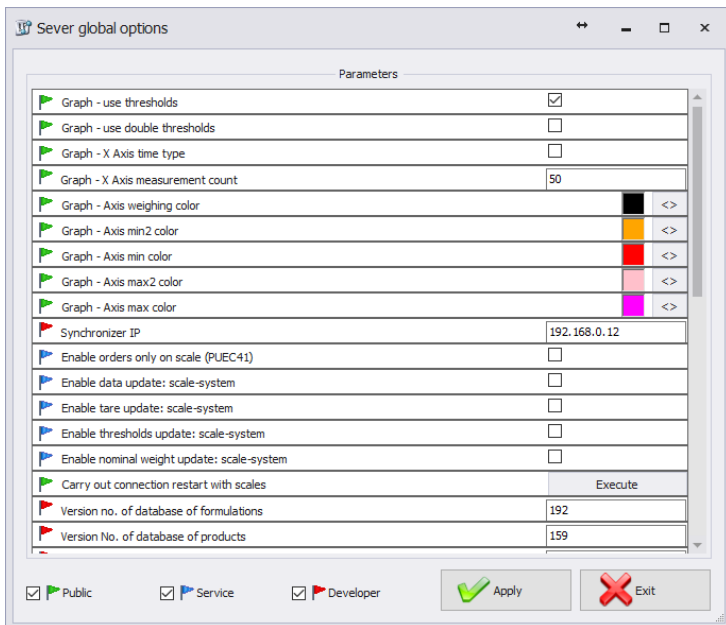 Sever global options
Parameters
Graph - use thresholds
Graph - use double thresholds
Graph - X Axis time type
Graph - X Axis measurement count 50
Graph - Axis weighing color <>
Graph - Axis min2 color <>
Graph - Axis min color <>
Graph - Axis max2 color <>
Graph - Axis max color <>
Synchronizer IP 192.168.0.12
Enable orders only on scale (PUEC41)
Enable data update: scale-system
Enable tare update: scale-system
Enable thresholds update: scale-system
Enable nominal weight update: scale-system
Carry out connection restart with scales Execute
Version no. of database of formulations 192
Version No. of database of products 159
Public Service Developer Apply Exit